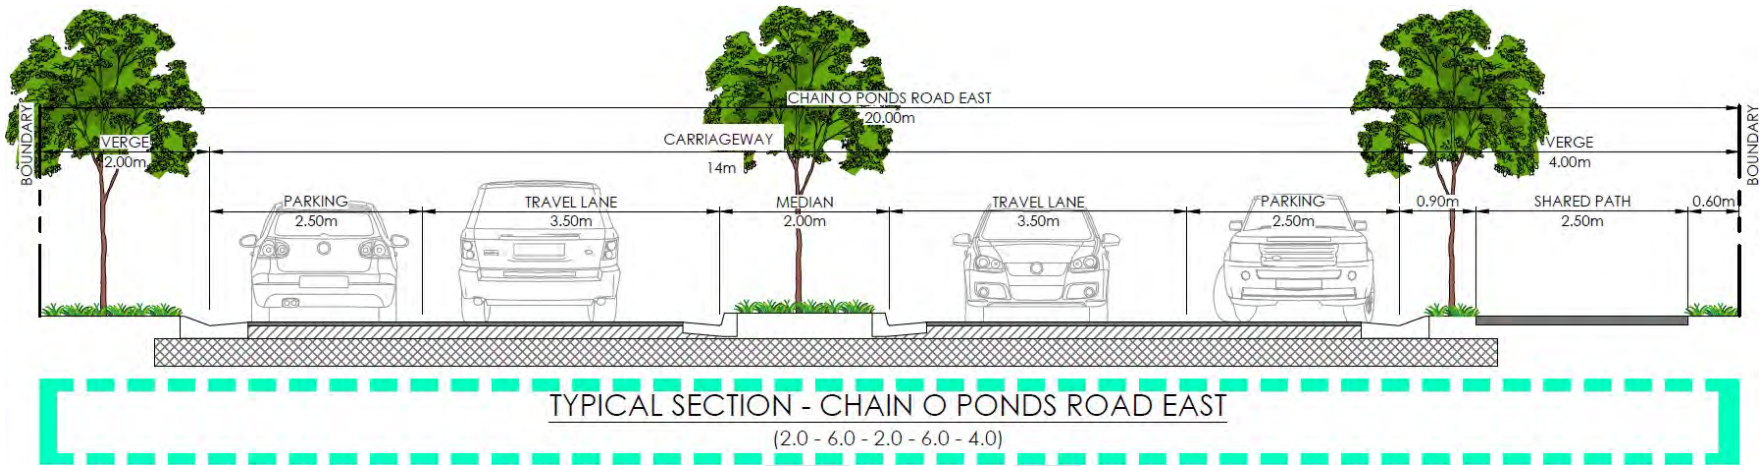 CHAIN O PONDS ROAD EAST
20.00m
BOUNDARY
VERGE
2.00m
CARRIAGEWAY
14m
VERGE
4.00m
BOUNDARY
PARKING
2.50m
TRAVEL LANE
3.50m
MEDIAN
2.00m
TRAVEL LANE
3.50m
PARKING
2.50m
0.90m
SHARED PATH
2.50m
0.60m
TYPICAL SECTION - CHAIN O PONDS ROAD EAST
(2.0 - 6.0 - 2.0 - 6.0 - 4.0)